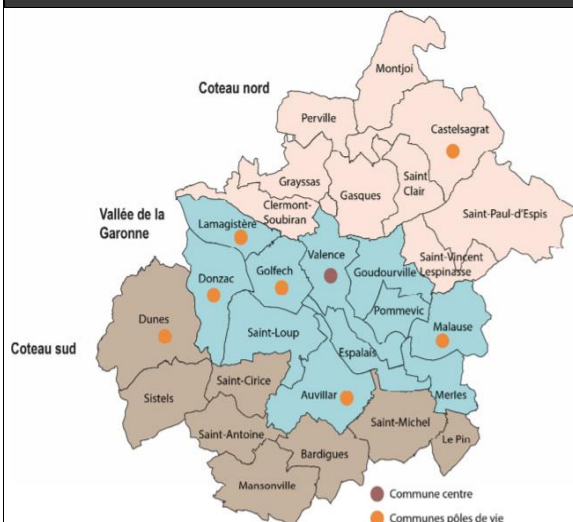 Montjoi
Coteau nord
Perville
Castelsagrat
Grayssas
Saint
Clair
Gasques
Clermont-
Soubiran
Saint-Paul-d'Espis
Vallée de la
Garonne
Lamagistère
Valence
Saint-Vincent
Lespinasse
Goudourville
Donzac
Golfech
Pommevic
Dunes
Malause
Saint-Loup
Espalais
Coteau sud
Saint-Cirice
Sistels
Auvillar
Merles
Saint-Michel
Saint-Antoine
Le Pin
Bardigues
Mansonville
Commune centre
Communes pôles de vie